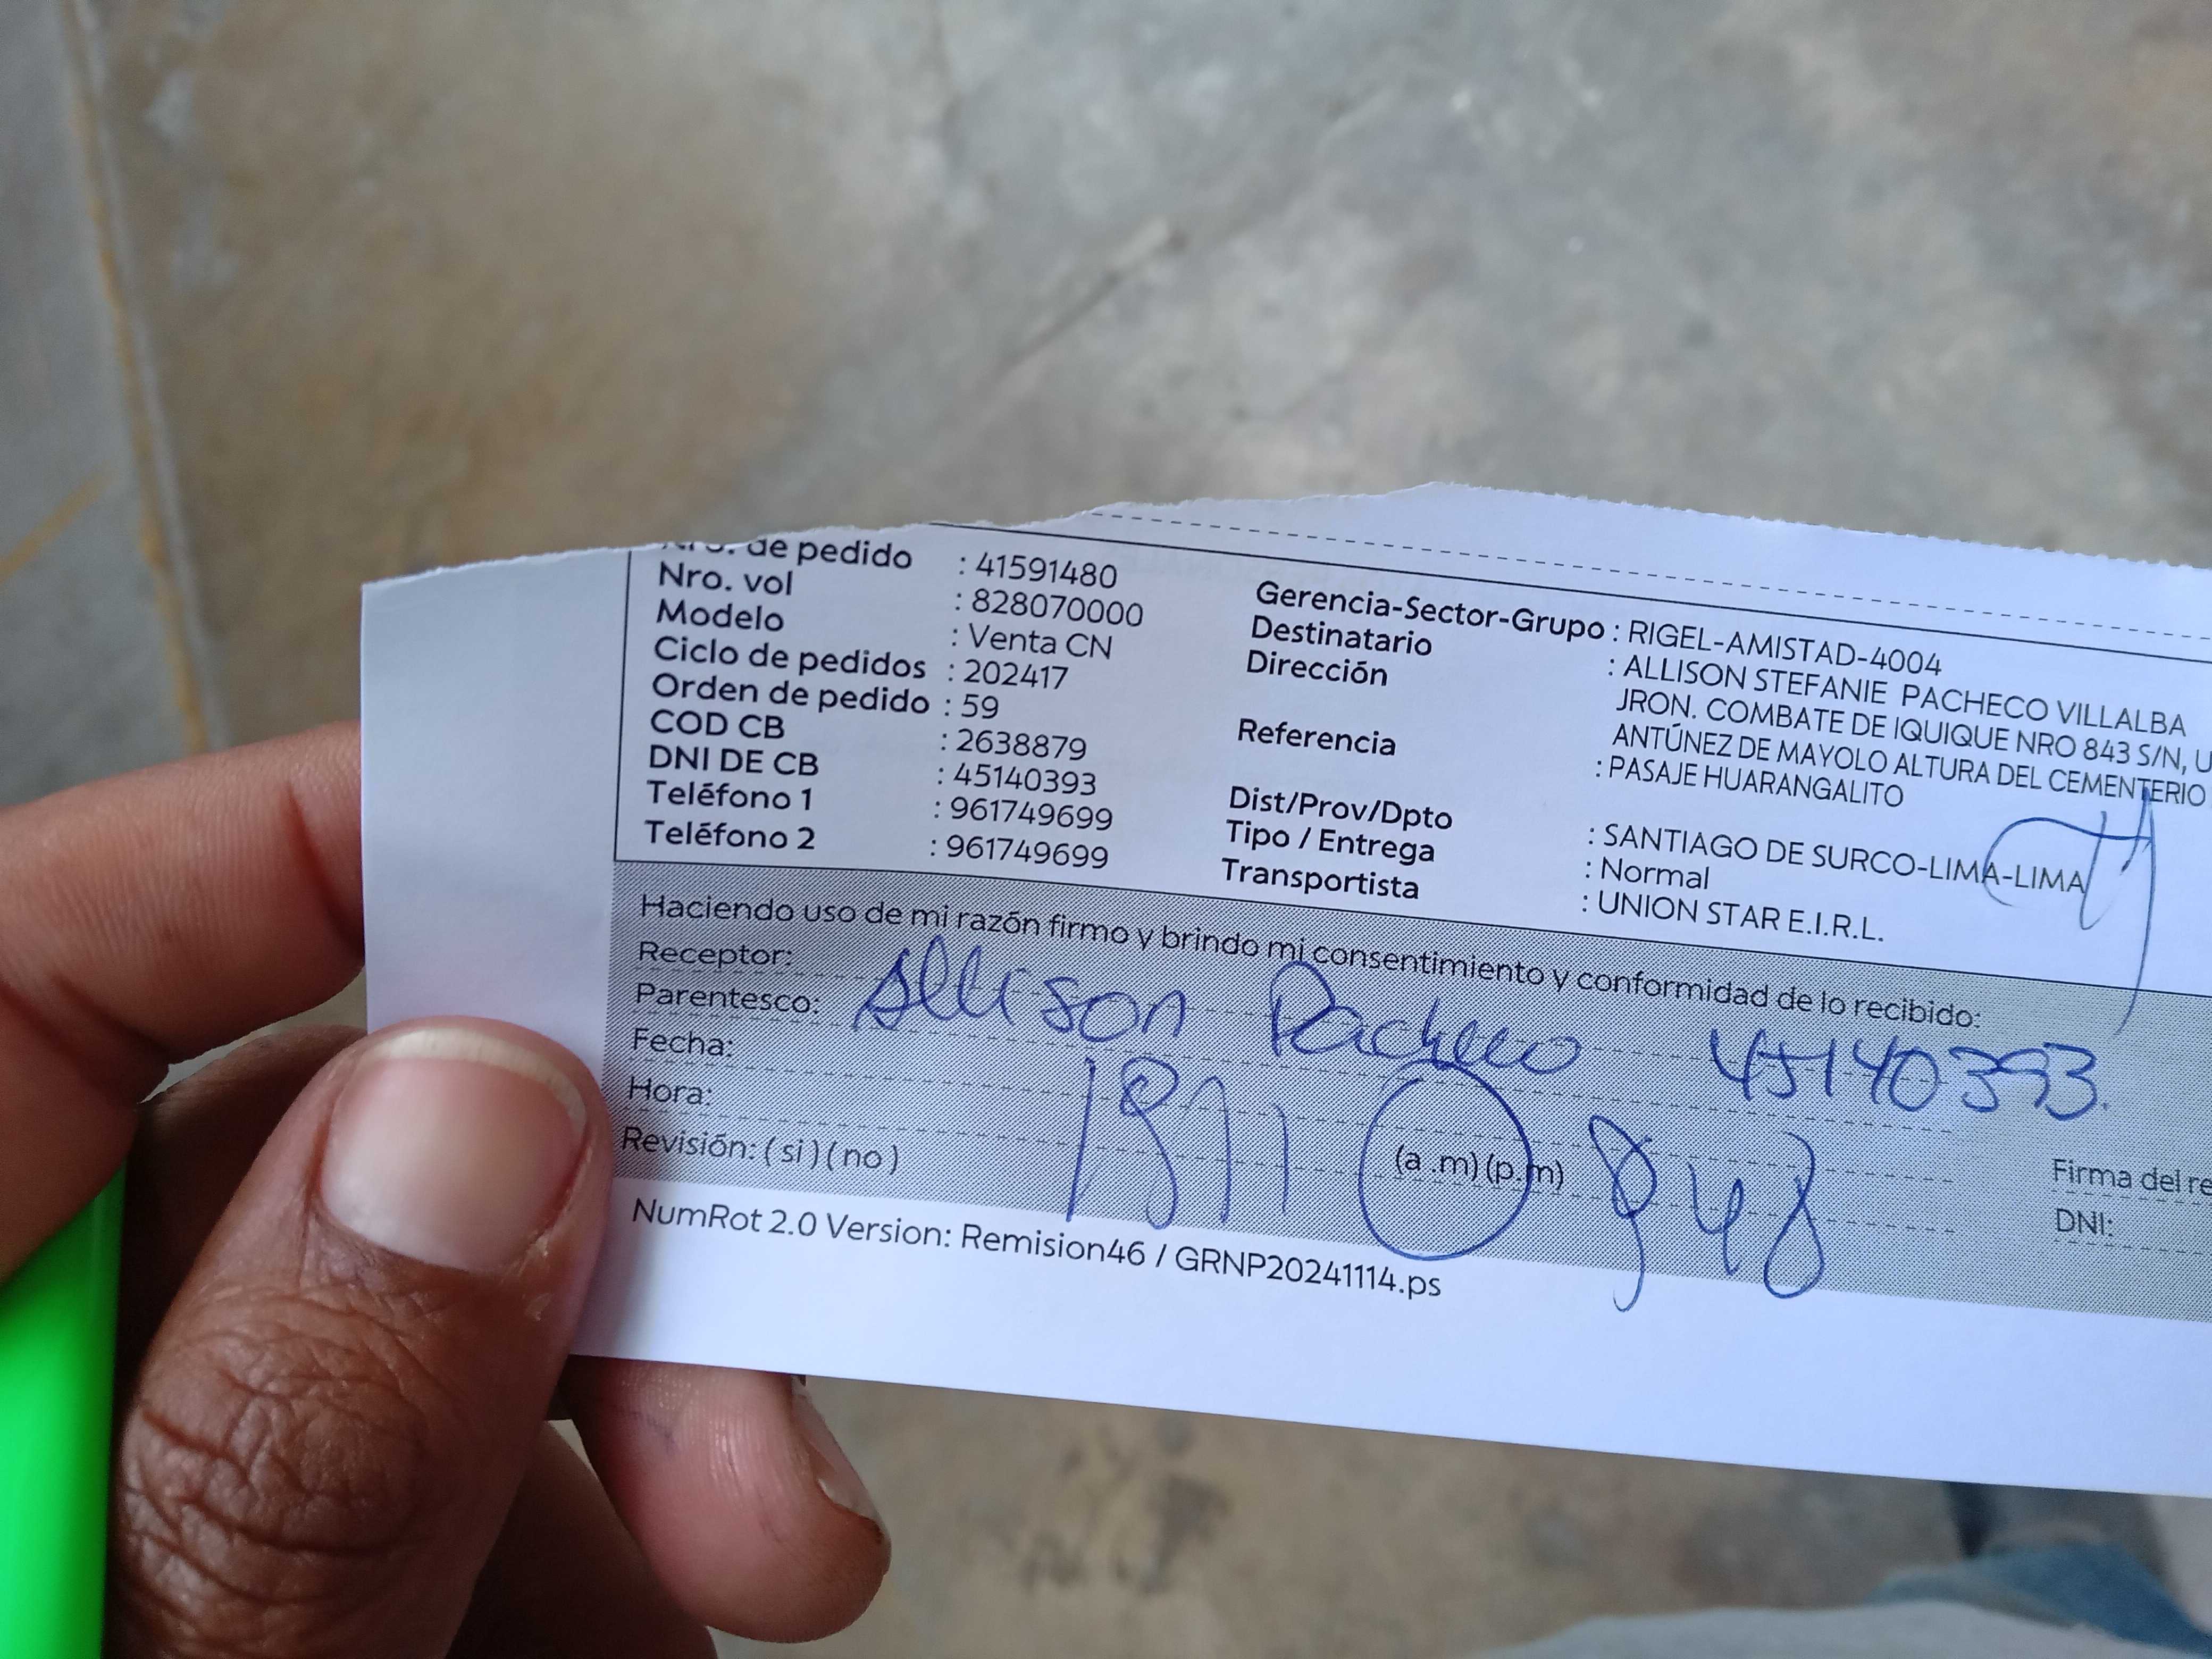 de pedido : 41591480
Nro. vol : 828070000
Modelo : Venta CN
Ciclo de pedidos : 202417
Orden de pedido : 59
COD CB : 2638879
DNI DE CB : 45140393
Teléfono 1 : 961749699
Teléfono 2 : 961749699
Gerencia-Sector-Grupo : RIGEL-AMISTAD-4004
Destinatario : ALLISON STEFANIE PACHECO VILLALBA
Dirección JRON. COMBATE DE IQUIQUE NRO 843 S/N, U
ANTÚNEZ DE MAYOLO ALTURA DEL CEMENTERIO
Referencia : PASAJE HUARANGALITO
Dist/Prov/Dpto : SANTIAGO DE SURCO-LIMA-LIMA
Tipo / Entrega : Normal
Transportista : UNION STAR E.I.R.L.
Haciendo uso de mi razón firmo y brindo mi consentimiento y conformidad de lo recibido:
Receptor:
Parentesco: Allison Pacheco 45140393.
Fecha:
Hora: (a .m) (p.m)
Revisión: ( si ) ( no )
Firma del re
DNI:
NumRot 2.0 Version: Remision46 / GRNP20241114.ps